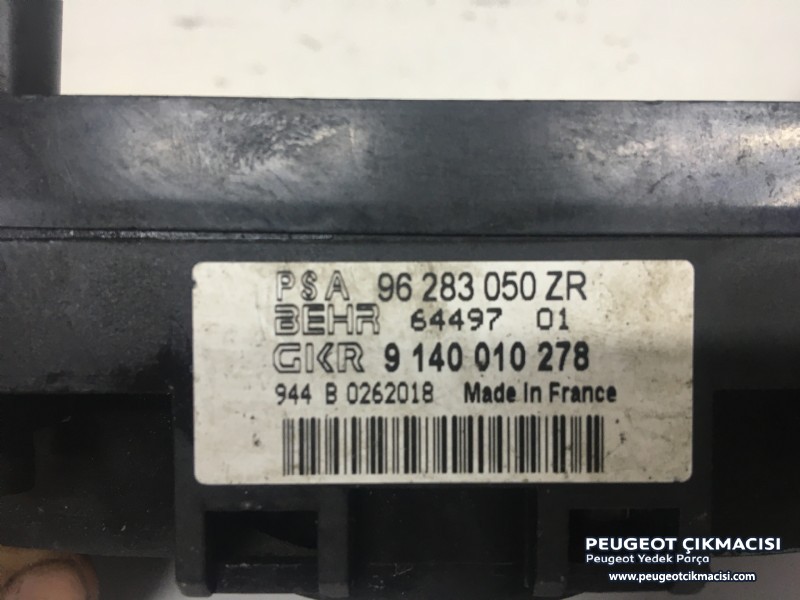 PSA 96 283 050 ZR
BEHR 64497 01
GKR 9 140 010 278
944 B 0262018 Made In France
PEUGEOT ÇIKMACISI
Peugeot Yedek Parça
www.peugeotcikmacisi.com